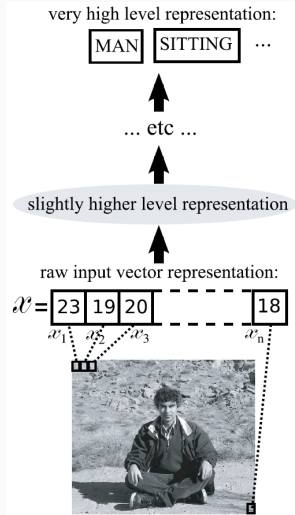 very high level representation:
MAN SITTING ...
... etc ...
slightly higher level representation
raw input vector representation:
x = 23 19 20 18
x1 x2 x3 xn